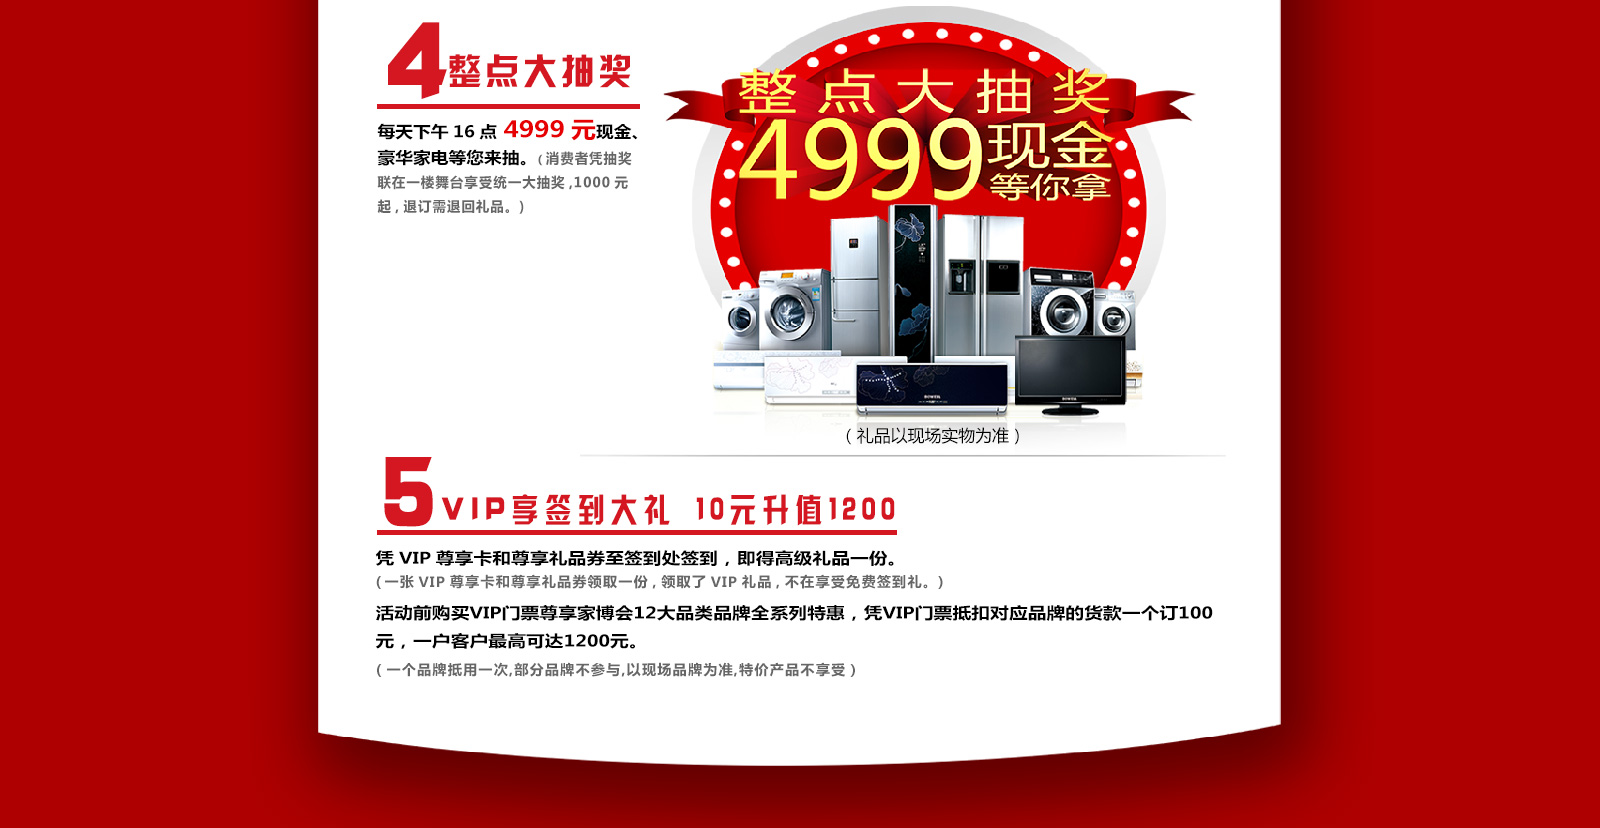 4 整点大抽奖
每天下午 16 点 4999 元现金、
豪华家电等您来抽。( 消费者凭抽奖
联在一楼舞台享受统一大抽奖 ,1000 元
起 , 退订需退回礼品。)
整点大抽奖
4999现金
等你拿
( 礼品以现场实物为准 )
5 VIP享签到大礼 10元升值1200
凭 VIP 尊享卡和尊享礼品券至签到处签到，即得高级礼品一份。
( 一张 VIP 尊享卡和尊享礼品券领取一份 , 领取了 VIP 礼品 , 不在享受免费签到礼。)
活动前购买VIP门票尊享家博会12大品类品牌全系列特惠，凭VIP门票抵扣对应品牌的货款一个订100
元，一户客户最高可达1200元。
( 一个品牌抵用一次,部分品牌不参与,以现场品牌为准,特价产品不享受 )